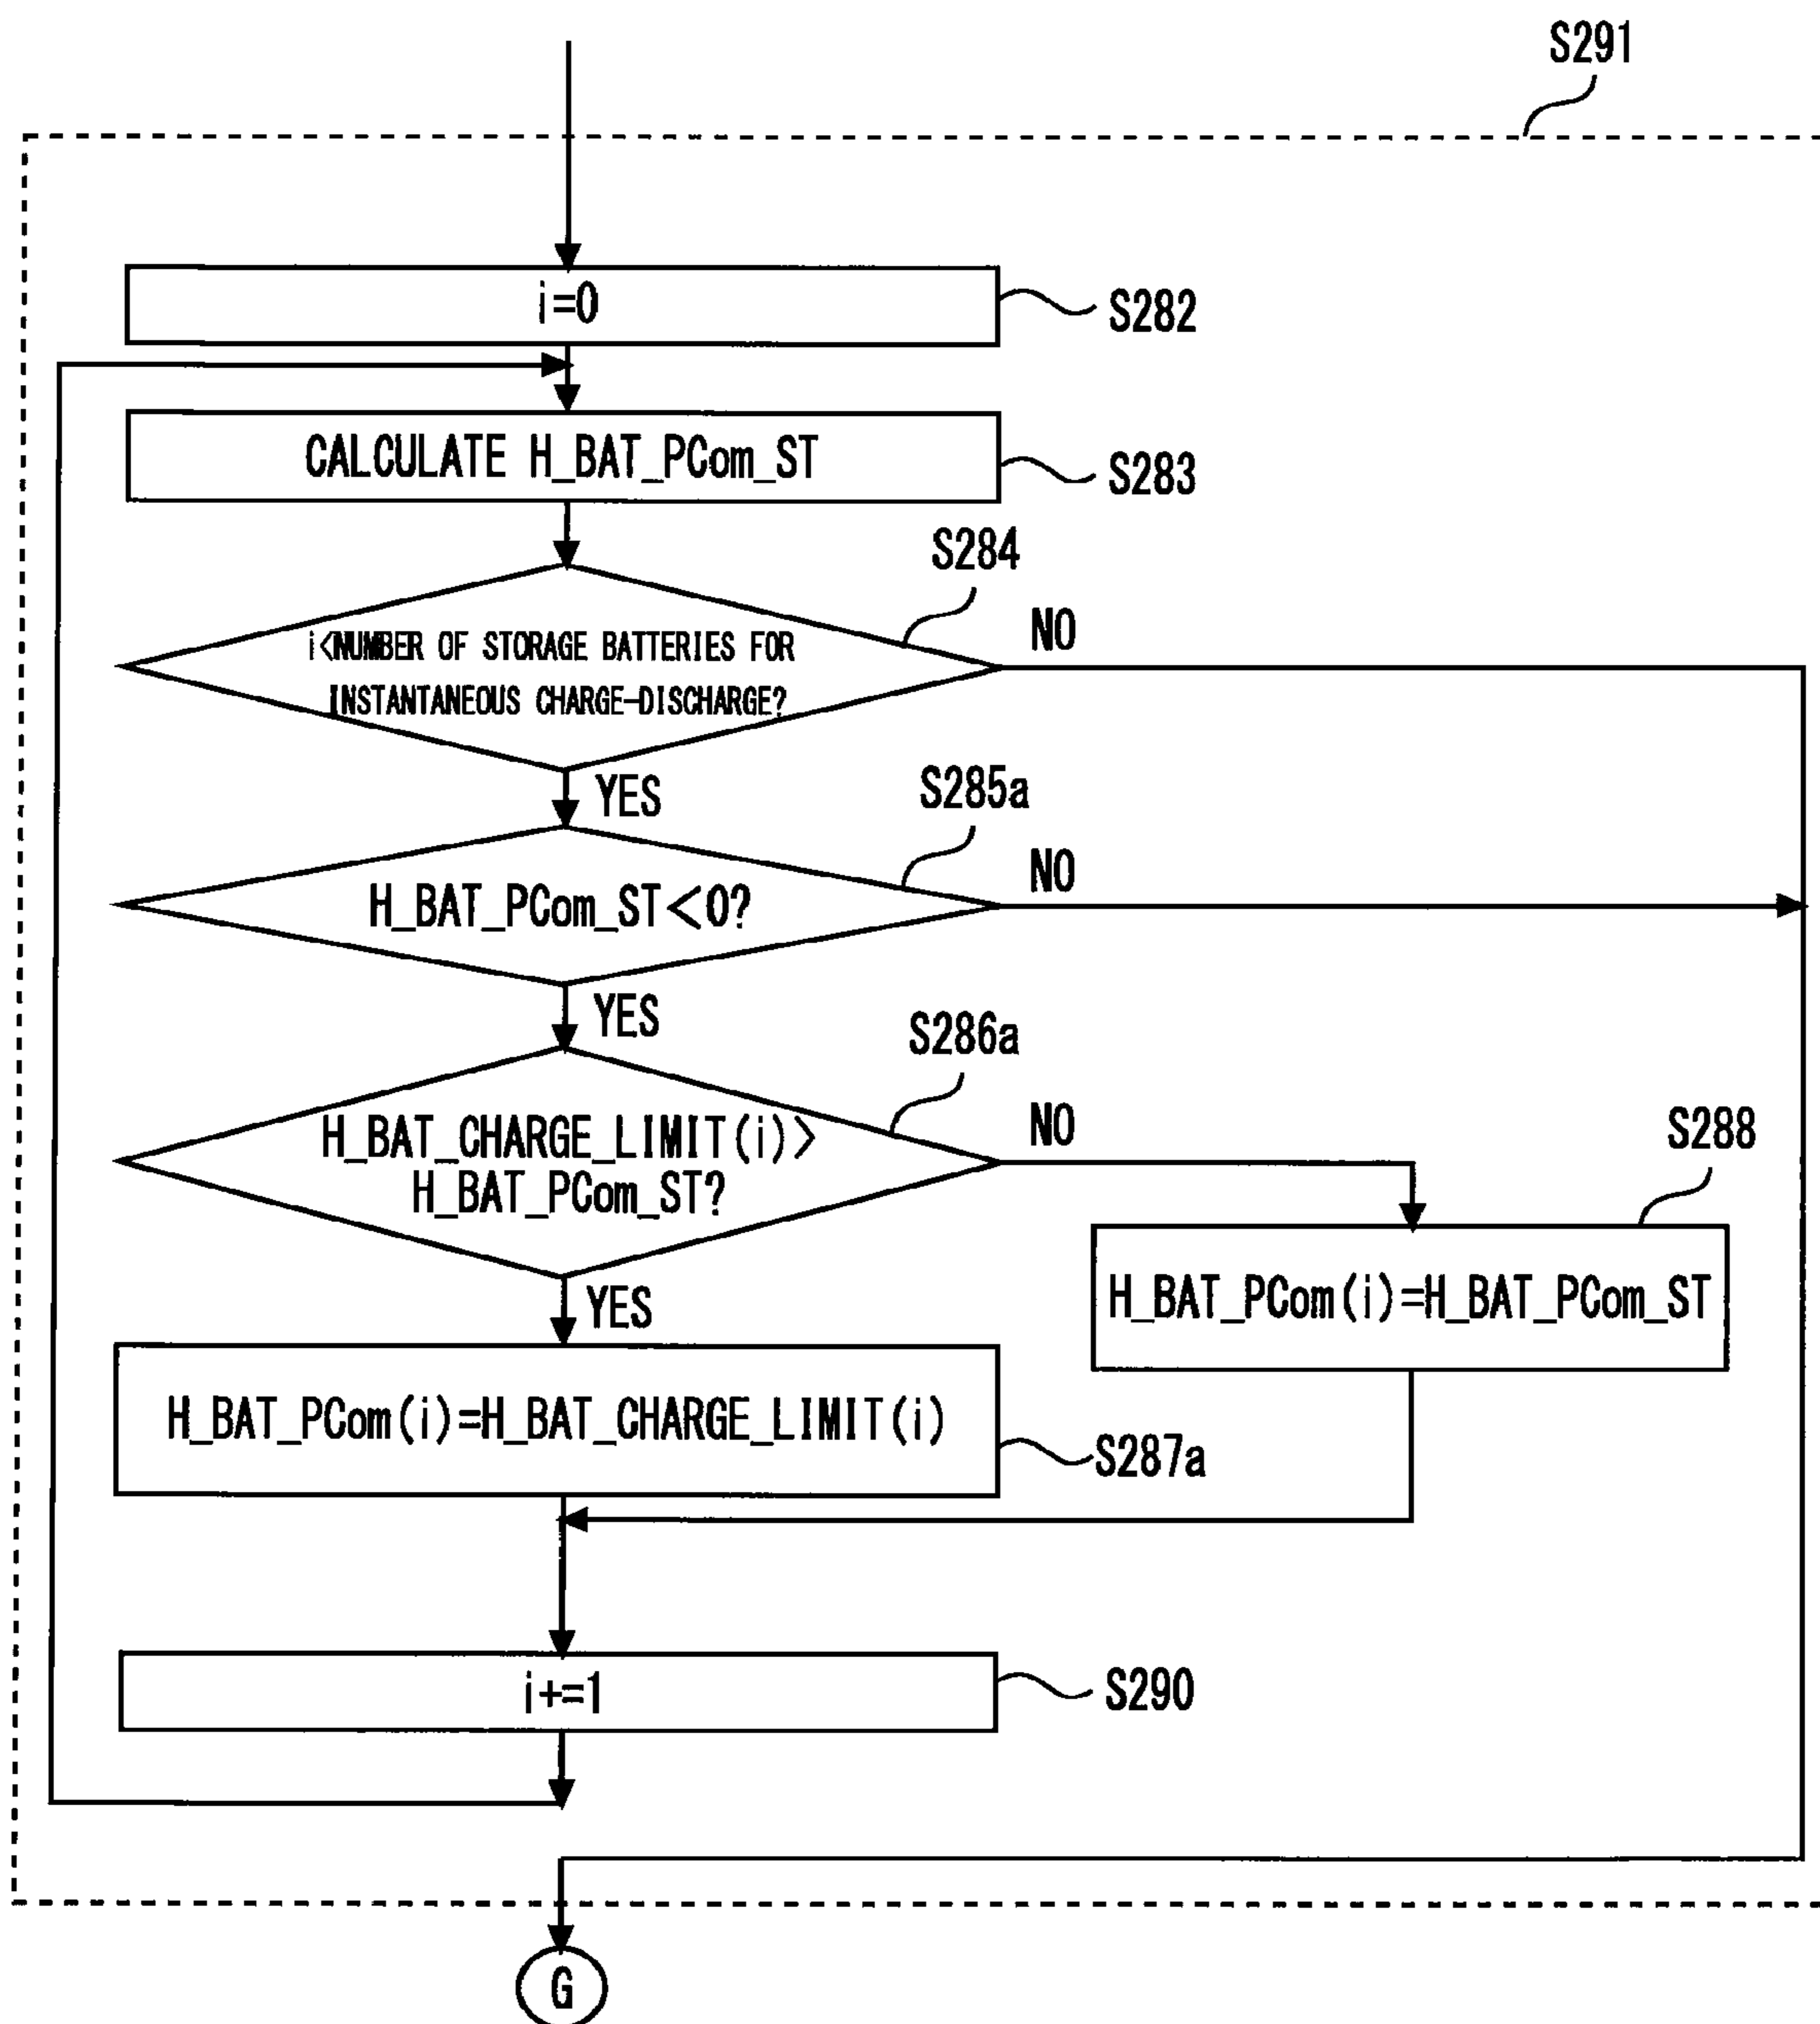 S291
i=0
S282
CALCULATE H_BAT_PCom_ST
S283
S284
i<NUMBER OF STORAGE BATTERIES FOR
INSTANTANEOUS CHARGE-DISCHARGE?
NO
YES
S285a
H_BAT_PCom_ST<0?
NO
YES
S286a
H_BAT_CHARGE_LIMIT(i)>
H_BAT_PCom_ST?
NO
S288
H_BAT_PCom(i)=H_BAT_PCom_ST
YES
H_BAT_PCom(i)=H_BAT_CHARGE_LIMIT(i)
S287a
i+=1
S290
G